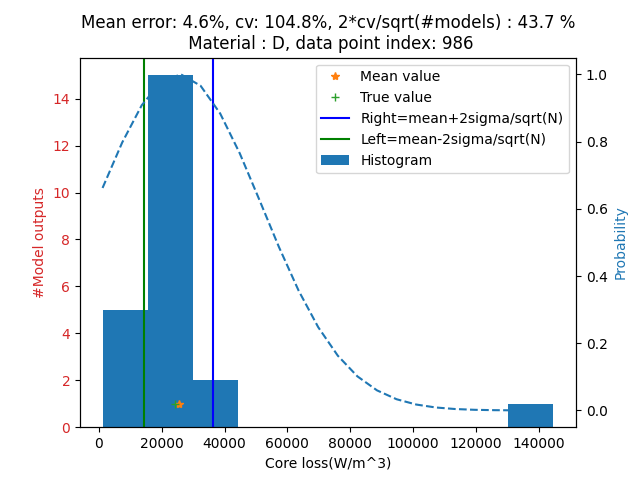 Mean error: 4.6%, cv: 104.8%, 2*cv/sqrt(#models) : 43.7 %
Material : D, data point index: 986
Mean value
True value
Right=mean+2sigma/sqrt(N)
Left=mean-2sigma/sqrt(N)
Histogram
#Model outputs
14
12
10
8
6
4
2
0
1.0
0.8
0.6
0.4
0.2
0.0
Probability
0 20000 40000 60000 80000 100000 120000 140000
Core loss(W/m^3)